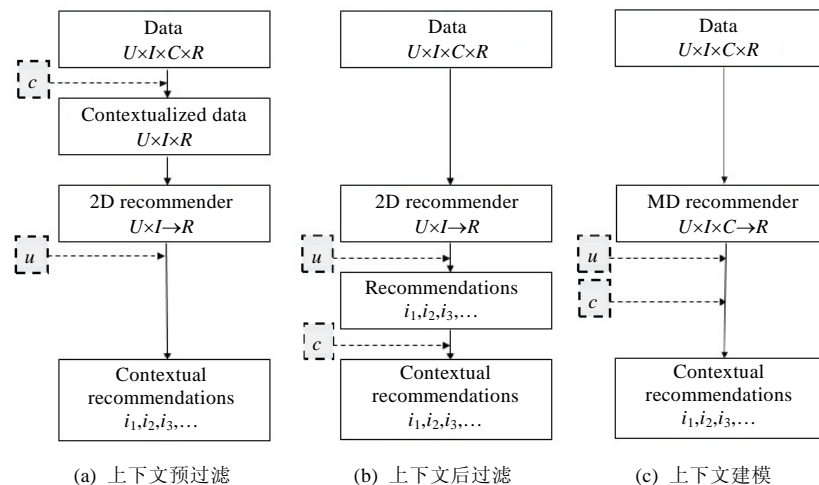 Data
U×I×C×R
c
Contextualized data
U×I×R
2D recommender
U×I→R
u
Contextual
recommendations
i₁,i₂,i₃,…
(a) 上下文预过滤
Data
U×I×C×R
2D recommender
U×I→R
u
Recommendations
i₁,i₂,i₃,…
c
Contextual
recommendations
i₁,i₂,i₃,…
(b) 上下文后过滤
Data
U×I×C×R
MD recommender
U×I×C→R
u
c
Contextual
recommendations
i₁,i₂,i₃,…
(c) 上下文建模